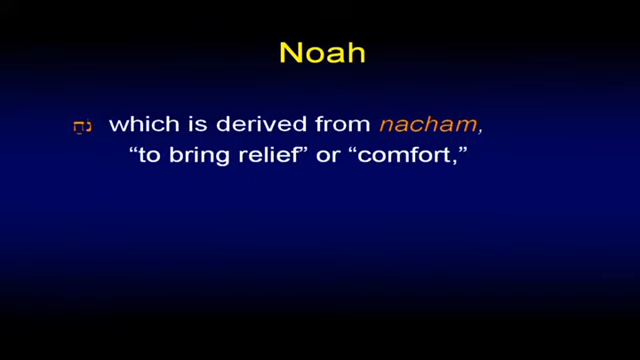 Noah
נֹחַ which is derived from nacham,
“to bring relief” or “comfort,”